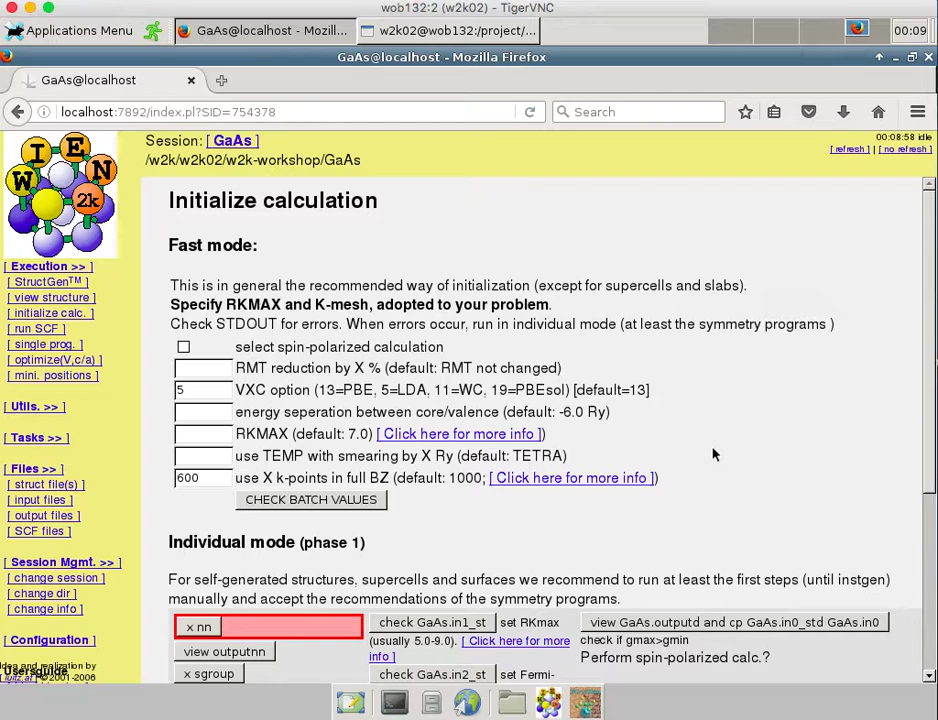 wob132:2 (w2k02) - TigerVNC
Applications Menu
GaAs@localhost - Mozill...
w2k02@wob132:/project/...
00:09
GaAs@localhost - Mozilla Firefox
GaAs@localhost
localhost:7892/index.pl?SID=754378
Search
W I E N 2k
Session: [ GaAs ]
/w2k/w2k02/w2k-workshop/GaAs
00:08:58 idle
[ refresh ] | [ no refresh ]
[ Execution >> ]
[ StructGen™ ]
[ view structure ]
[ initialize calc. ]
[ run SCF ]
[ single prog. ]
[ optimize(V,c/a) ]
[ mini. positions ]
[ Utils. >> ]
[ Tasks >> ]
[ Files >> ]
[ struct file(s) ]
[ input files ]
[ output files ]
[ SCF files ]
[ Session Mgmt. >> ]
[ change session ]
[ change dir ]
[ change info ]
[ Configuration ]
Usersguide
Idea and realization by
[ luitz.at ] ©2001-2006
Initialize calculation
Fast mode:
This is in general the recommended way of initialization (except for supercells and slabs).
Specify RKMAX and K-mesh, adopted to your problem.
Check STDOUT for errors. When errors occur, run in individual mode (at least the symmetry programs )
select spin-polarized calculation
RMT reduction by X % (default: RMT not changed)
5 VXC option (13=PBE, 5=LDA, 11=WC, 19=PBEsol) [default=13]
energy seperation between core/valence (default: -6.0 Ry)
RKMAX (default: 7.0) [ Click here for more info ])
use TEMP with smearing by X Ry (default: TETRA)
600 use X k-points in full BZ (default: 1000; [ Click here for more info ])
CHECK BATCH VALUES
Individual mode (phase 1)
For self-generated structures, supercells and surfaces we recommend to run at least the first steps (until instgen)
manually and accept the recommendations of the symmetry programs.
x nn
view outputnn
x sgroup
check GaAs.in1_st set RKmax
(usually 5.0-9.0). [ Click here for more
info ]
check GaAs.in2_st set Fermi-
view GaAs.outputd and cp GaAs.in0_std GaAs.in0
check if gmax>gmin
Perform spin-polarized calc.?